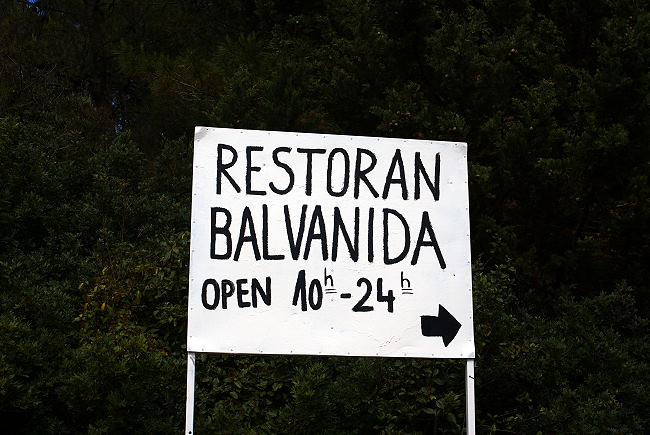 RESTORAN
BALVANIDA
OPEN 10h-24h